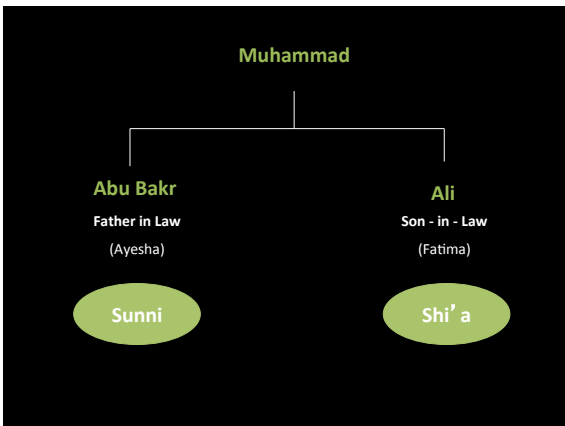 Muhammad
Abu Bakr
Father in Law
(Ayesha)
Sunni
Ali
Son - in - Law
(Fatima)
Shi’ a